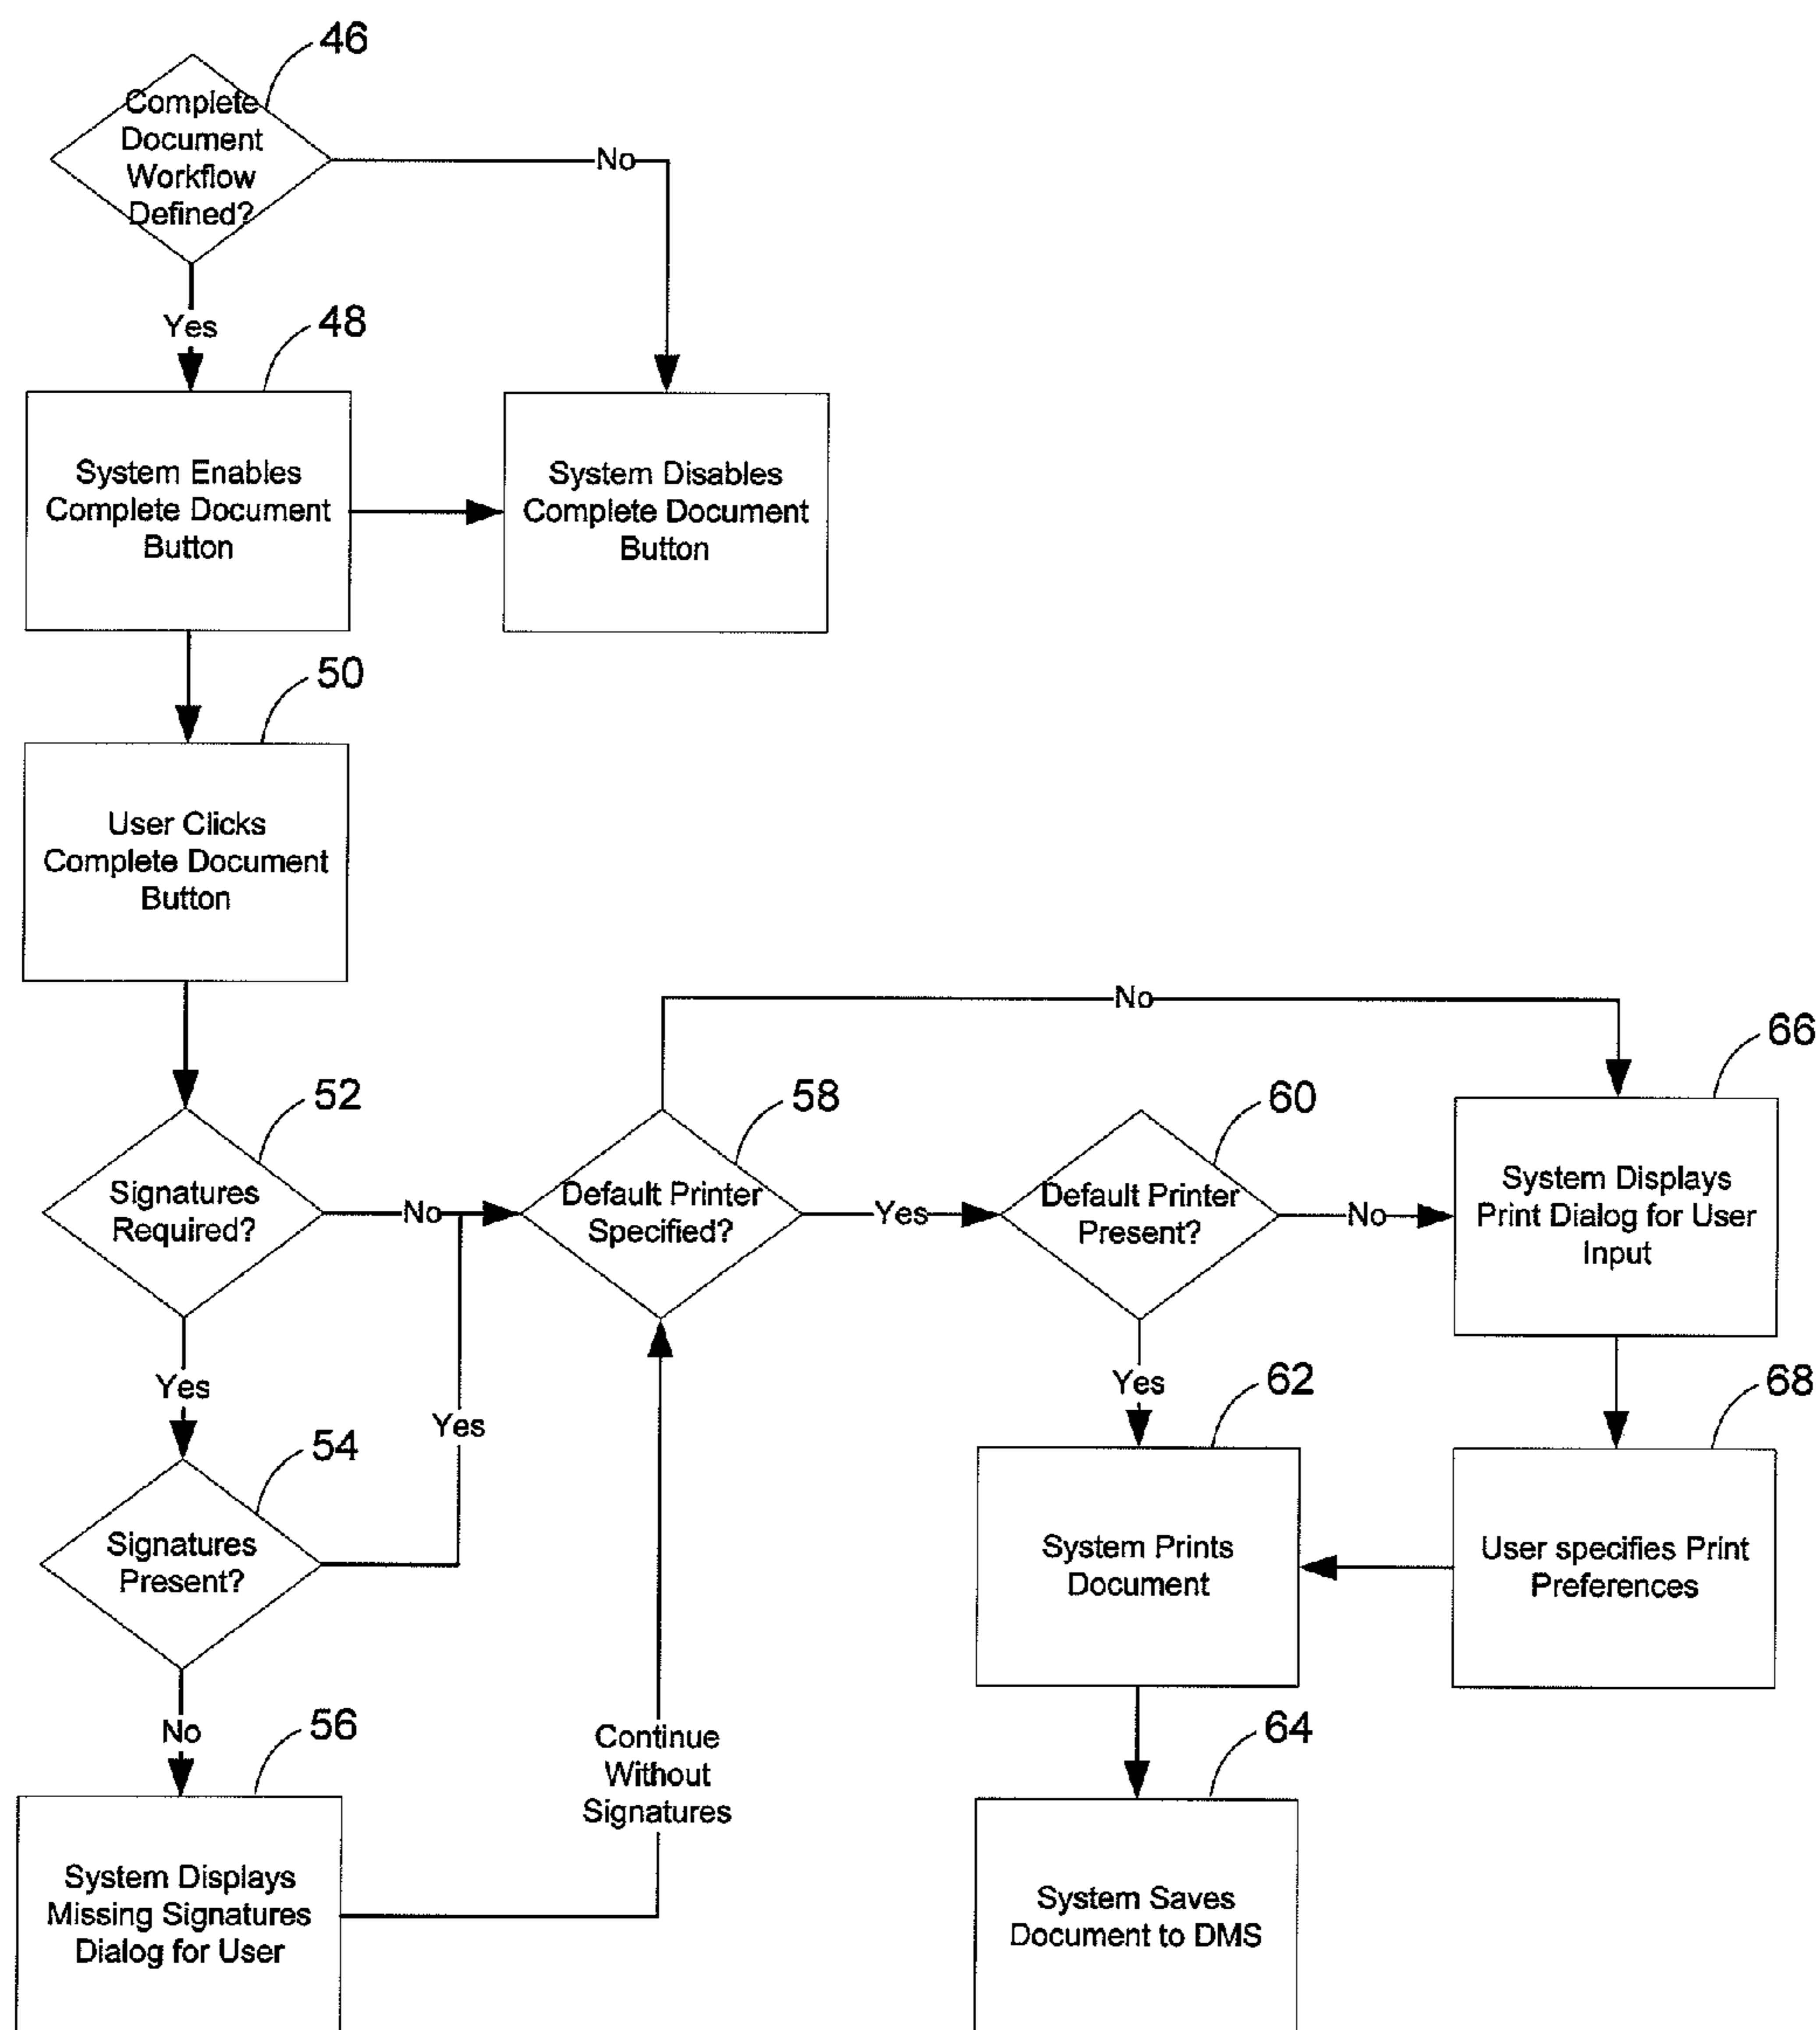 46
Complete
Document
Workflow
Defined?
No
Yes
48
System Enables
Complete Document
Button
System Disables
Complete Document
Button
50
User Clicks
Complete Document
Button
No
66
52
58
60
Signatures
Required?
No
Default Printer
Specified?
Yes
Default Printer
Present?
No
System Displays
Print Dialog for User
Input
Yes
Yes
54
Yes
62
68
Signatures
Present?
System Prints
Document
User specifies Print
Preferences
No
56
Continue
Without
Signatures
64
System Displays
Missing Signatures
Dialog for User
System Saves
Document to DMS